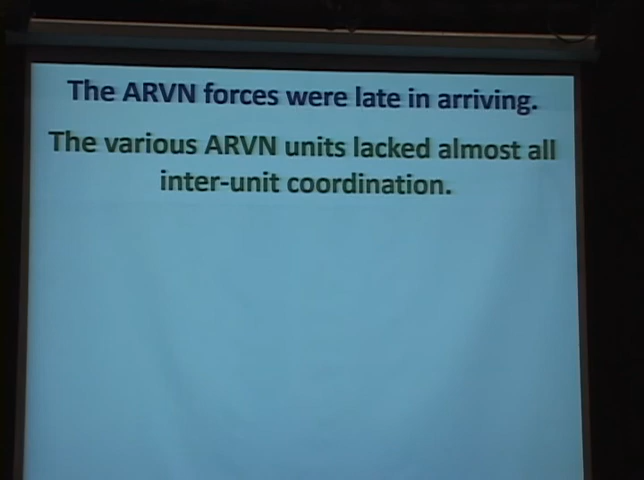 The ARVN forces were late in arriving.
The various ARVN units lacked almost all
inter-unit coordination.